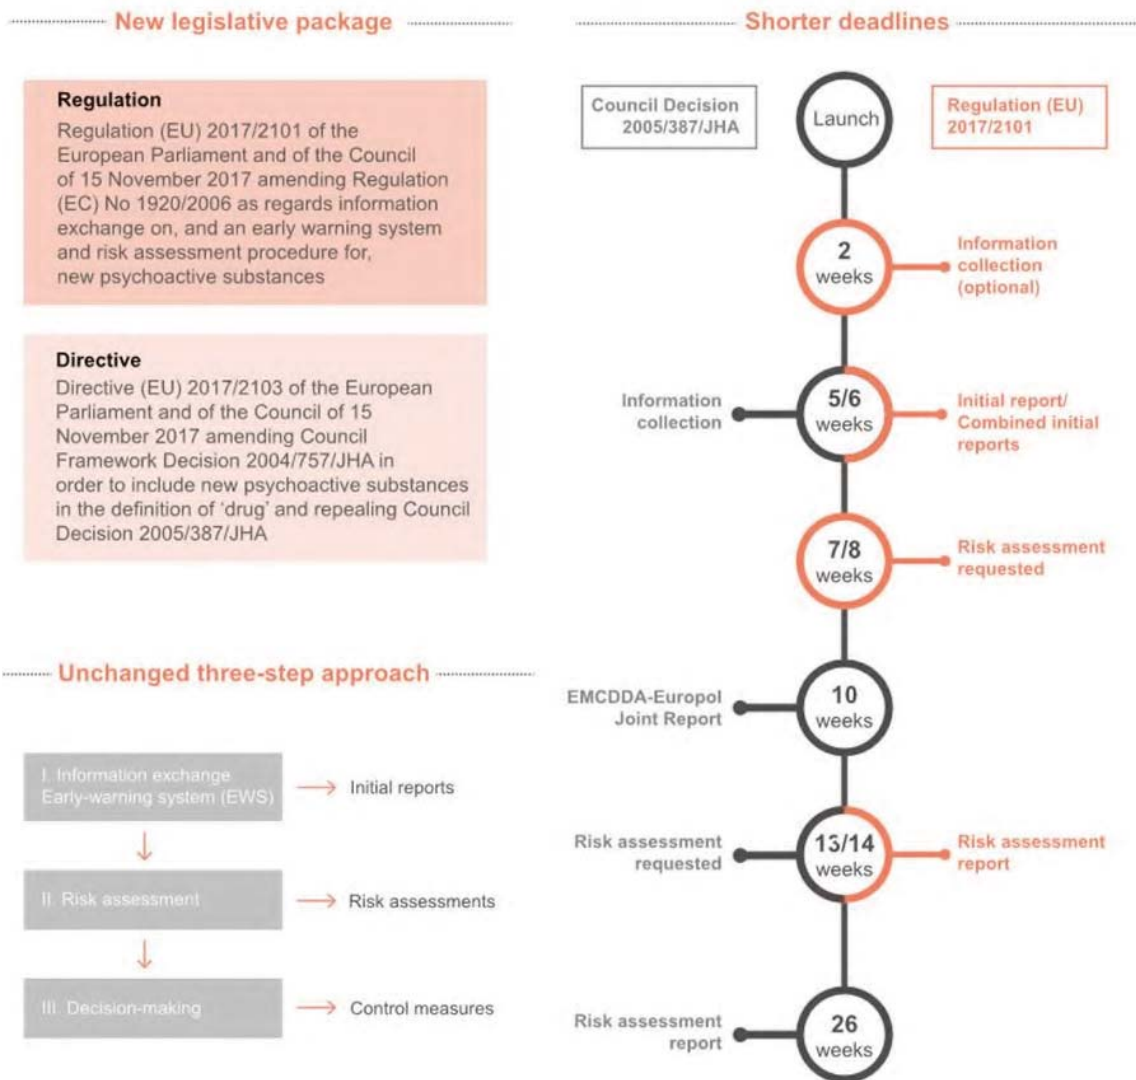 New legislative package
Regulation
Regulation (EU) 2017/2101 of the
European Parliament and of the Council
of 15 November 2017 amending Regulation
(EC) No 1920/2006 as regards information
exchange on, and an early warning system
and risk assessment procedure for,
new psychoactive substances
Directive
Directive (EU) 2017/2103 of the European
Parliament and of the Council of 15
November 2017 amending Council
Framework Decision 2004/757/JHA in
order to include new psychoactive substances
in the definition of ‘drug’ and repealing Council
Decision 2005/387/JHA
Unchanged three-step approach
I. Information exchange
Early-warning system (EWS)
Initial reports
II. Risk assessment
Risk assessments
III. Decision-making
Control measures
Shorter deadlines
Council Decision
2005/387/JHA
Launch
Regulation (EU)
2017/2101
2
weeks
Information
collection
(optional)
Information
collection
5/6
weeks
Initial report/
Combined initial
reports
7/8
weeks
Risk assessment
requested
EMCDDA-Europol
Joint Report
10
weeks
Risk assessment
requested
13/14
weeks
Risk assessment
report
Risk assessment
report
26
weeks